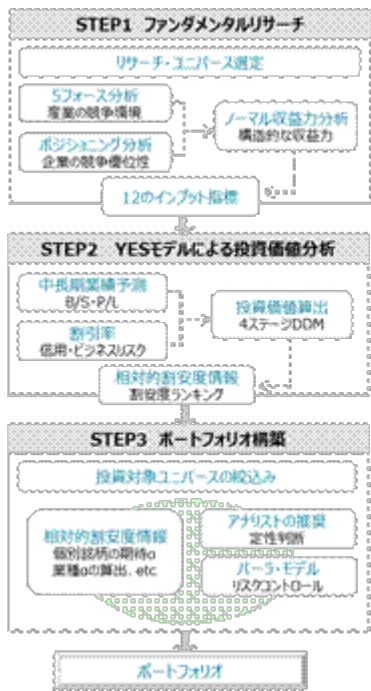 STEP1 ファンダメンタルリサーチ
リサーチ・ユニバース選定
5フォース分析
産業の競争環境
ポジショニング分析
企業の競争優位性
ノーマル収益力分析
構造的な収益力
12のインプット指標
STEP2 YESモデルによる投資価値分析
中長期業績予測
B/S・P/L
割引率
信用・ビジネスリスク
投資価値算出
4ステージDDM
相対的割安度情報
割安度ランキング
STEP3 ポートフォリオ構築
投資対象ユニバースの絞込み
相対的割安度情報
個別銘柄の期待α
業種αの算出, etc
アナリストの推奨
定性判断
バーラ・モデル
リスクコントロール
ポートフォリオ